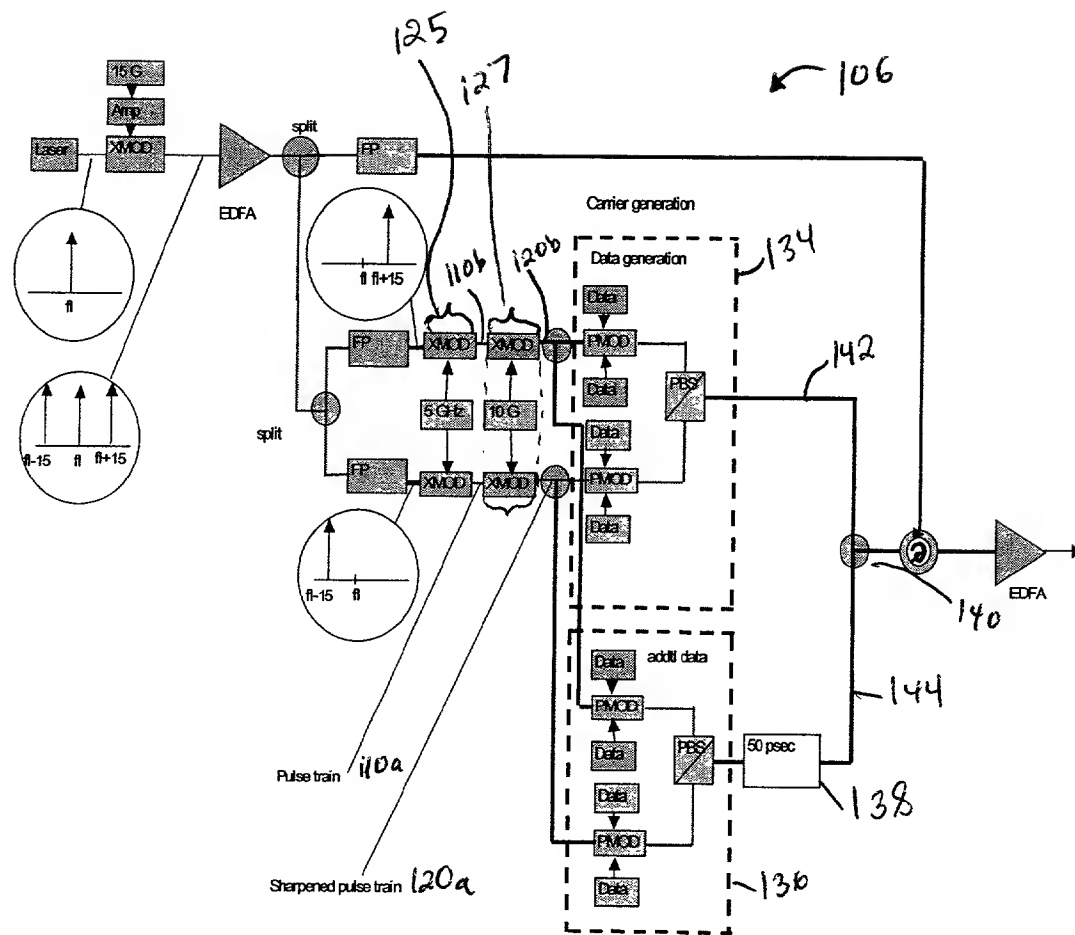 125
127
106
15 G
Amp
Laser
XMOD
EDFA
split
FP
fl
fl-15 fl fl+15
fl fl+15
split
FP
XMOD
110b
XMOD
120b
5 GHz
10 G
FP
XMOD
XMOD
fl-15 fl
Carrier generation
Data generation
134
Data
PMOD
Data
PBS
142
Data
PMOD
Data
140
EDFA
144
addtl data
Data
PMOD
Data
PBS
50 psec
138
Data
PMOD
Data
136
Pulse train 110a
Sharpened pulse train 120a